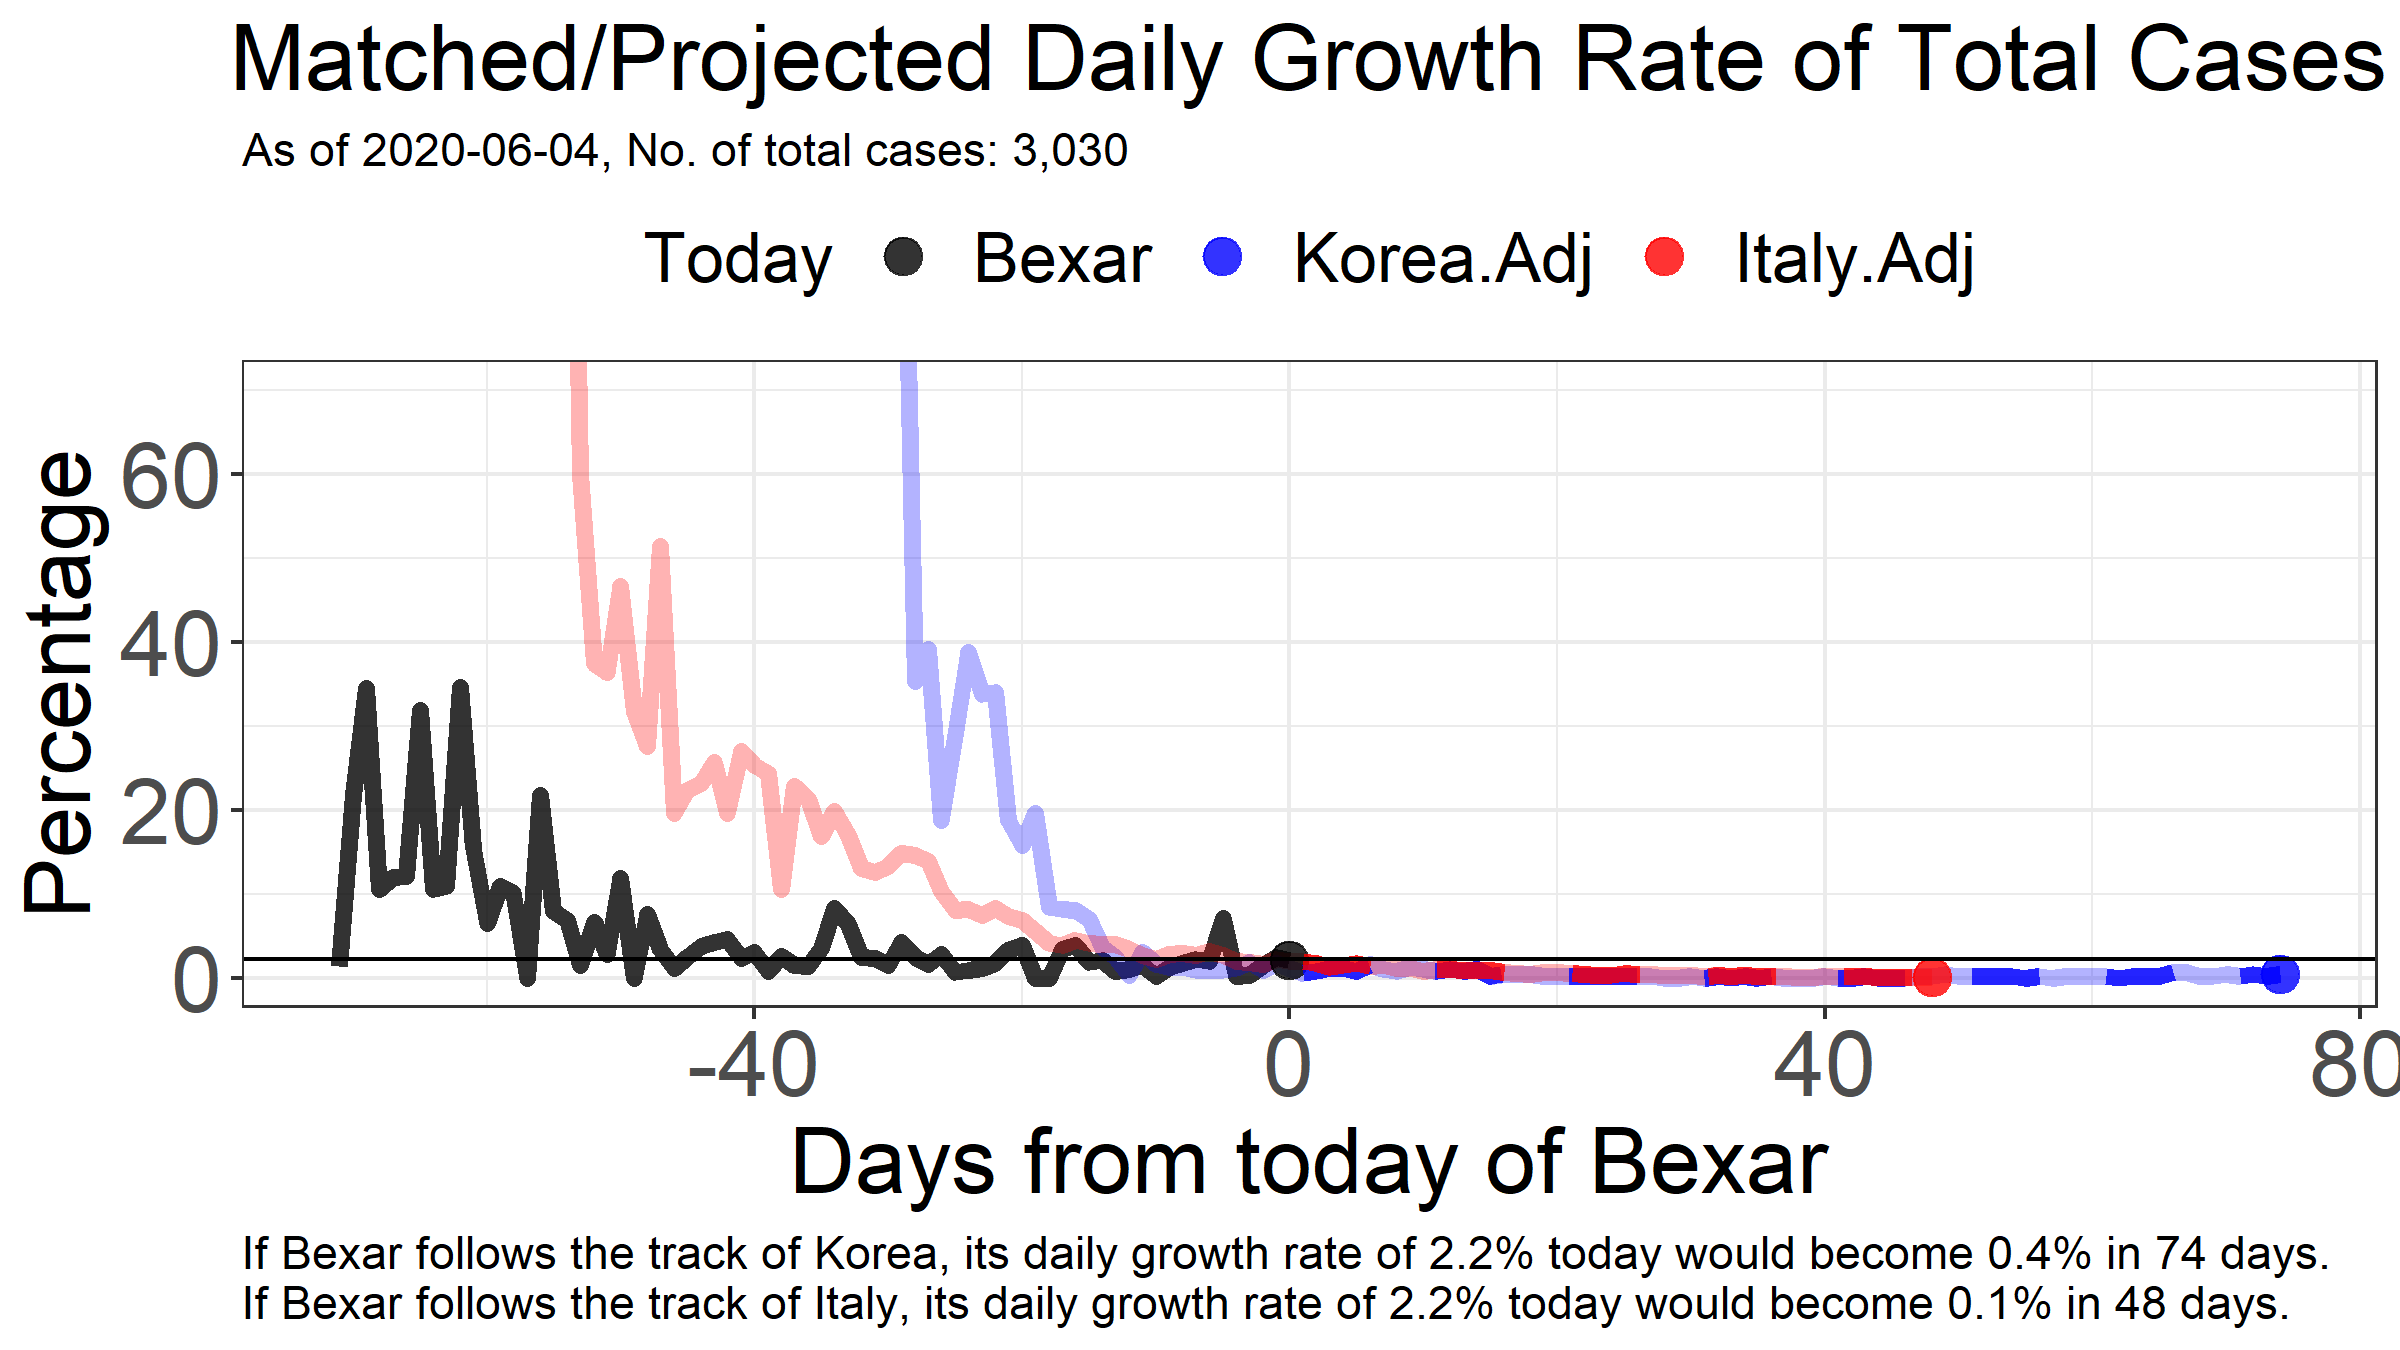 Matched/Projected Daily Growth Rate of Total Cases
As of 2020-06-04, No. of total cases: 3,030
Today Bexar Korea.Adj Italy.Adj
Percentage
60
40
20
0
-40 0 40 80
Days from today of Bexar
If Bexar follows the track of Korea, its daily growth rate of 2.2% today would become 0.4% in 74 days.
If Bexar follows the track of Italy, its daily growth rate of 2.2% today would become 0.1% in 48 days.